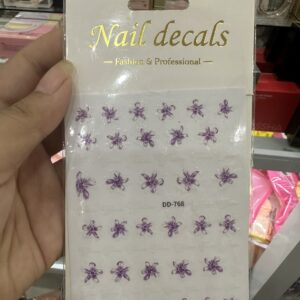 Nail decals
— Fashion & Professional —
DD-768